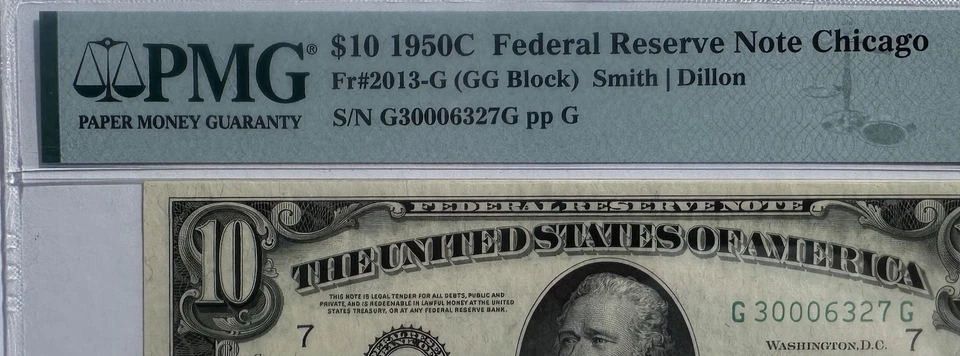 PMG® $10 1950C Federal Reserve Note Chicago
Fr#2013-G (GG Block) Smith | Dillon
PAPER MONEY GUARANTY S/N G30006327G pp G
FEDERAL RESERVE NOTE
10 THE UNITED STATES OF AMERICA
THIS NOTE IS LEGAL TENDER FOR ALL DEBTS, PUBLIC AND
PRIVATE, AND IS REDEEMABLE IN LAWFUL MONEY AT THE UNITED
STATES TREASURY, OR AT ANY FEDERAL RESERVE BANK.
G 30006327 G
7 7
WASHINGTON, D.C.